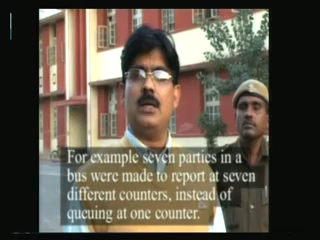 For example seven parties in a
bus were made to report at seven
different counters, instead of
queuing at one counter.